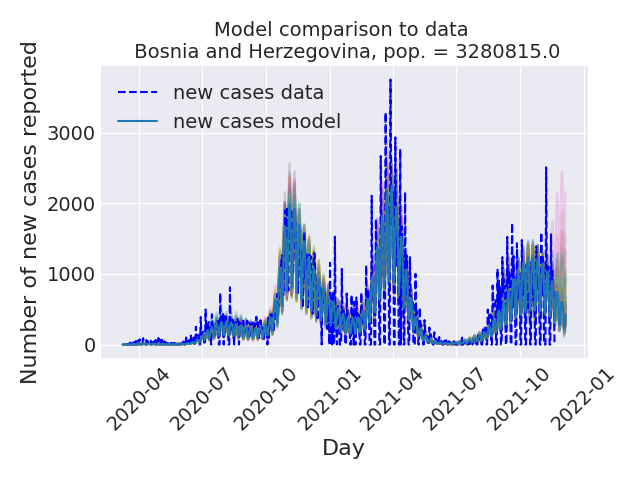 Model comparison to data
Bosnia and Herzegovina, pop. = 3280815.0
Number of new cases reported
new cases data
new cases model
3000
2000
1000
0
2020-04
2020-07
2020-10
2021-01
2021-04
2021-07
2021-10
2022-01
Day